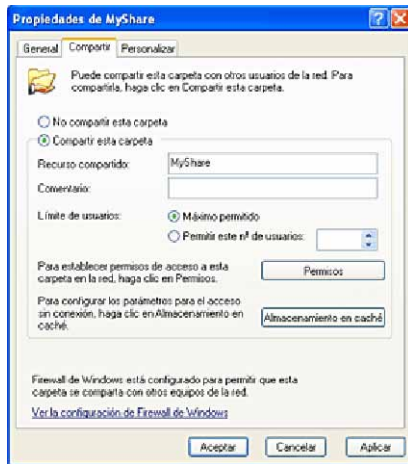 Propiedades de MyShare
General Compartir Personalizar
Puede compartir esta carpeta con otros usuarios de la red. Para
compartirla, haga clic en Compartir esta carpeta.
No compartir esta carpeta
Compartir esta carpeta
Recurso compartido: MyShare
Comentario:
Límite de usuarios: Máximo permitido
Permitir este nº de usuarios:
Para establecer permisos de acceso a esta
carpeta en la red, haga clic en Permisos.
Permisos
Para configurar los parámetros para el acceso
sin conexión, haga clic en Almacenamiento en
caché.
Almacenamiento en caché
Firewall de Windows está configurado para permitir que esta
carpeta se comparta con otros equipos de la red.
Ver la configuración de Firewall de Windows
Aceptar Cancelar Aplicar